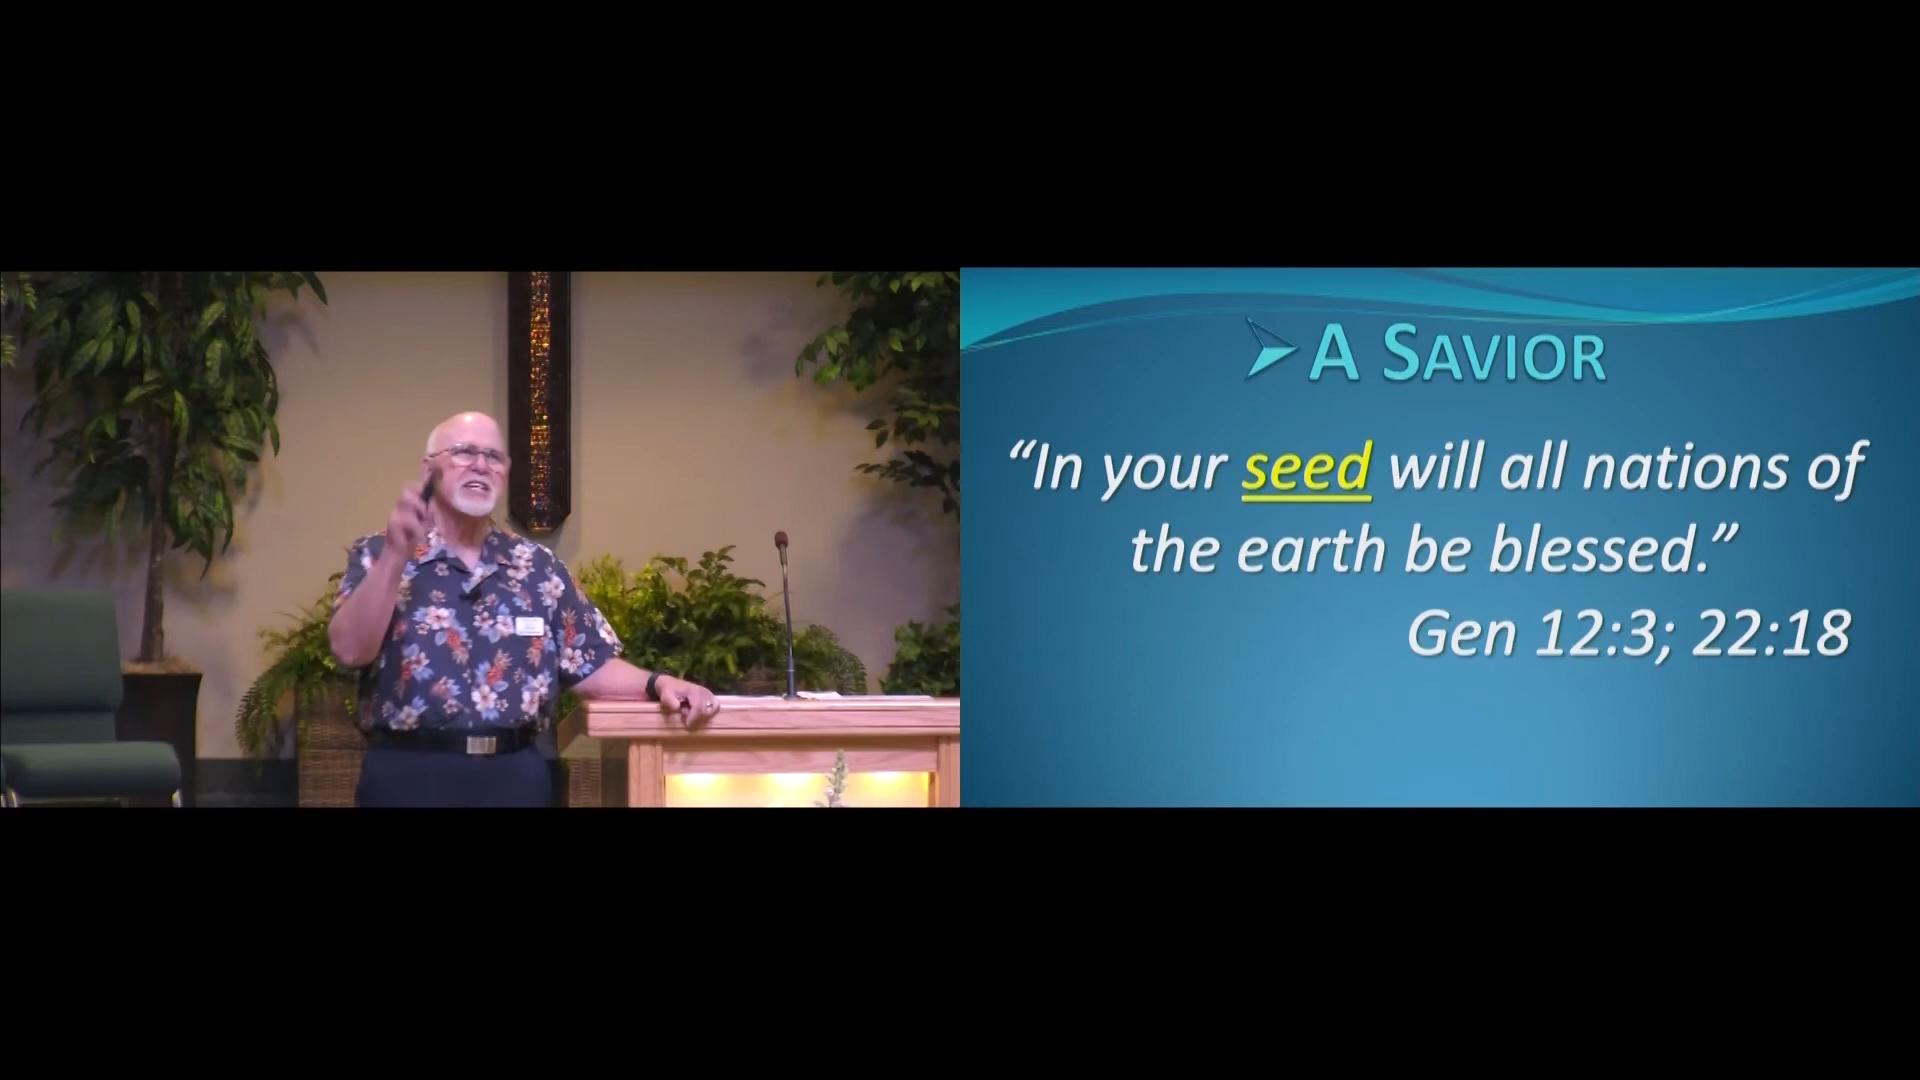 A SAVIOR
“In your seed will all nations of
the earth be blessed.”
Gen 12:3; 22:18